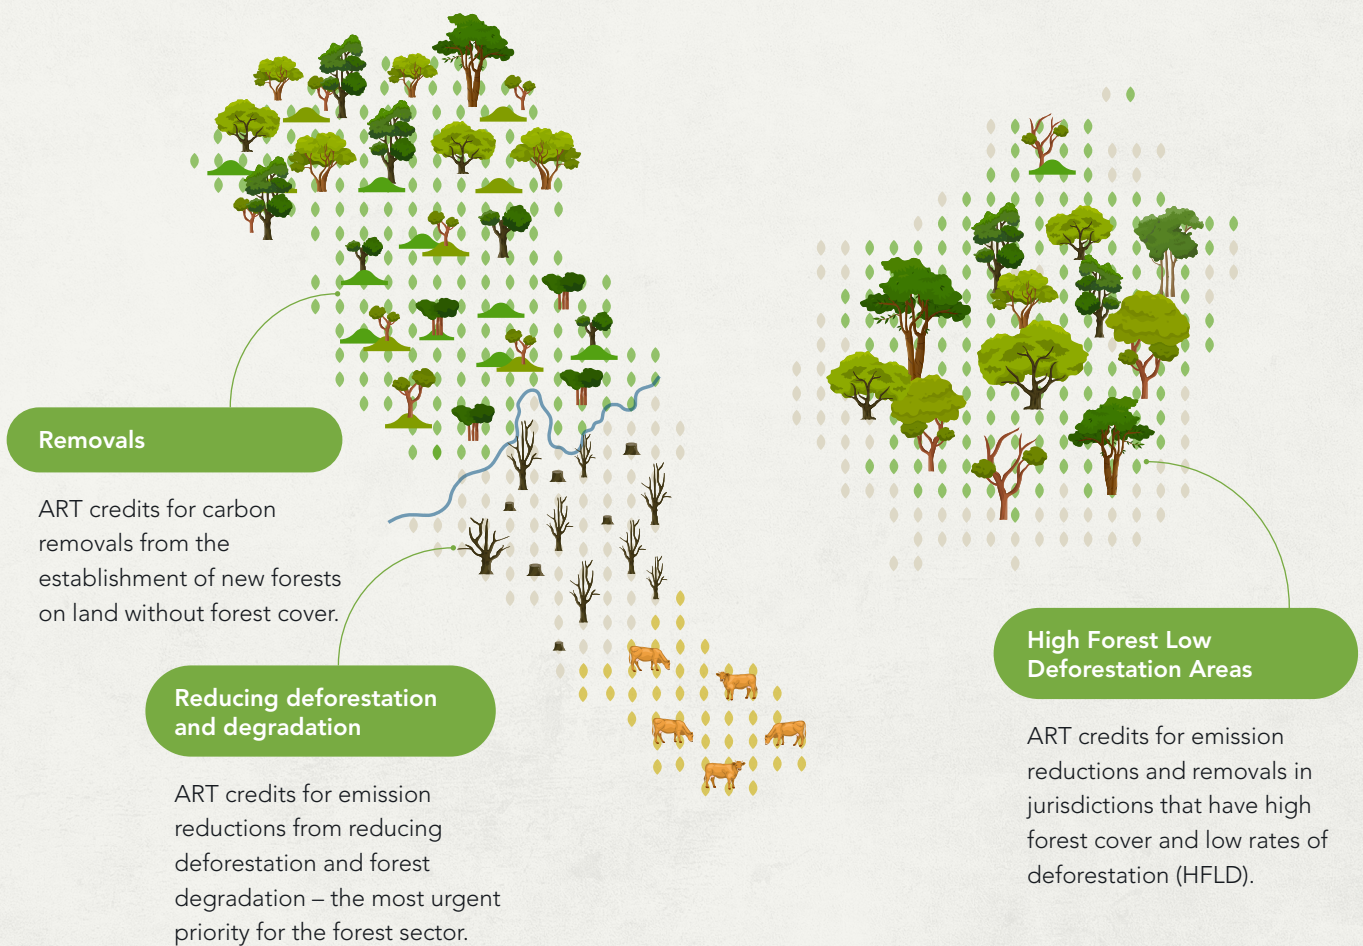 Removals
ART credits for carbon
removals from the
establishment of new forests
on land without forest cover.
Reducing deforestation
and degradation
ART credits for emission
reductions from reducing
deforestation and forest
degradation – the most urgent
priority for the forest sector.
High Forest Low
Deforestation Areas
ART credits for emission
reductions and removals in
jurisdictions that have high
forest cover and low rates of
deforestation (HFLD).